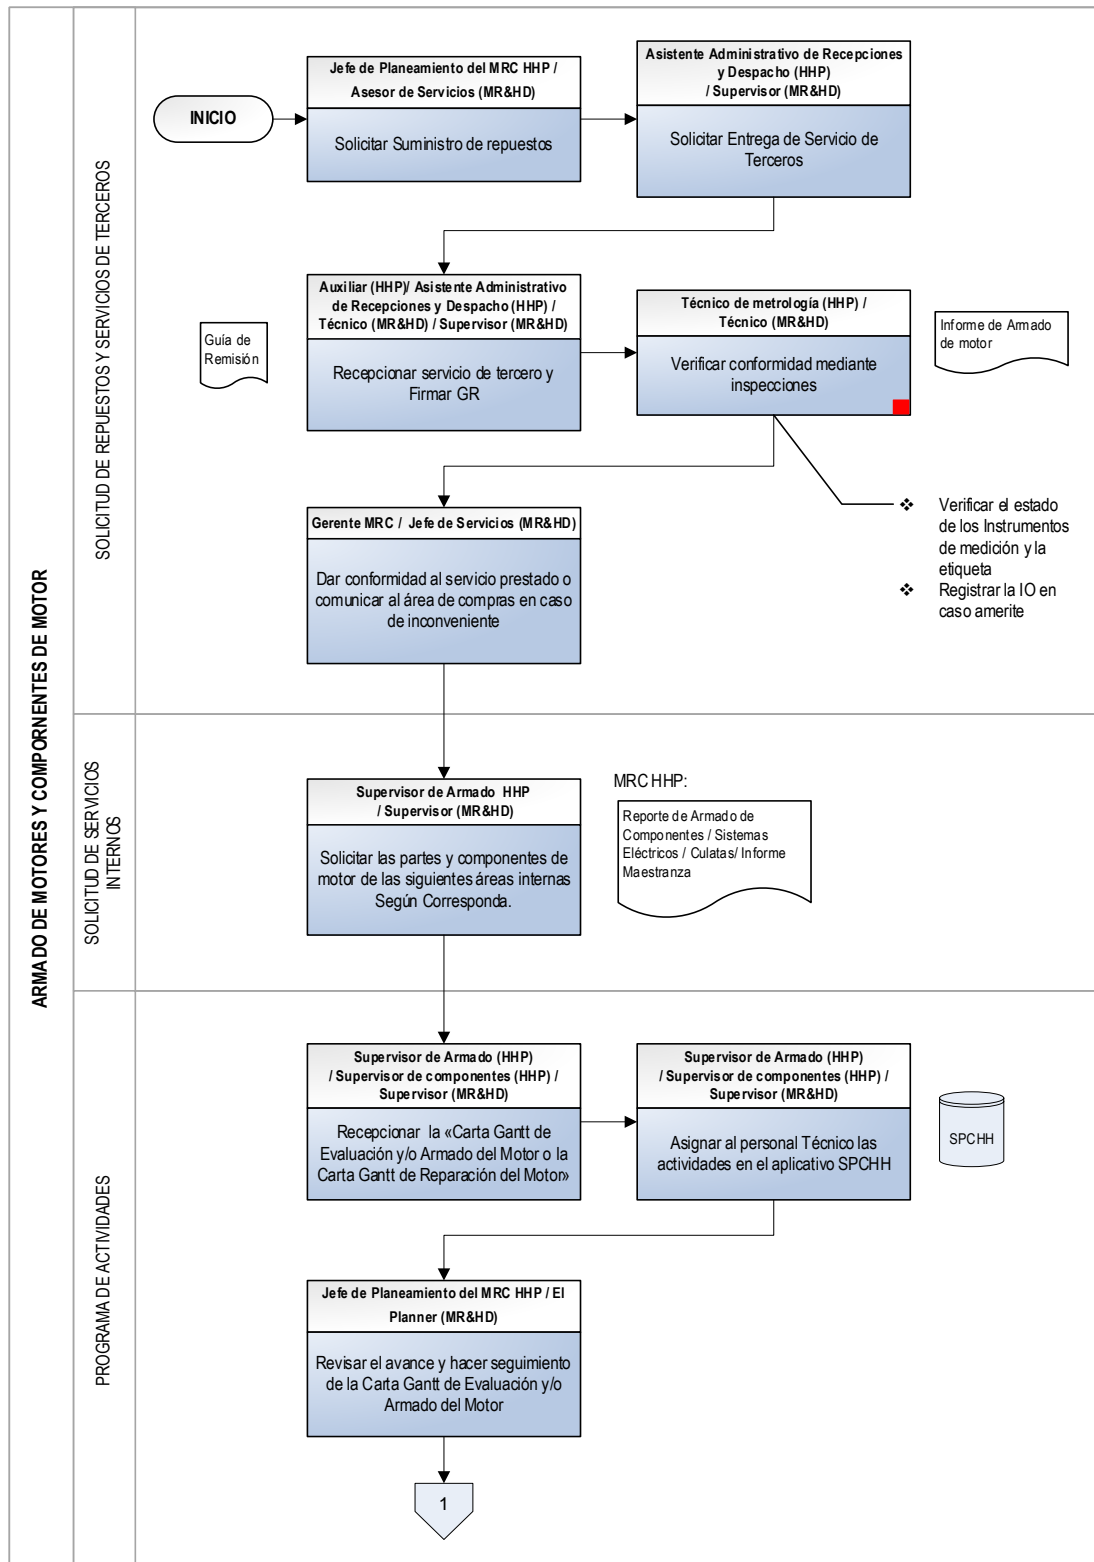 ARMADO DE MOTORES Y COMPORNENTES DE MOTOR
SOLICITUD DE REPUESTOS Y SERVICIOS DE TERCEROS
INICIO
Jefe de Planeamiento del MRC HHP /
Asesor de Servicios (MR&HD)
Solicitar Suministro de repuestos
Asistente Administrativo de Recepciones
y Despacho (HHP)
/ Supervisor (MR&HD)
Solicitar Entrega de Servicio de
Terceros
Guía de
Remisión
Auxiliar (HHP)/ Asistente Administrativo
de Recepciones y Despacho (HHP) /
Técnico (MR&HD) / Supervisor (MR&HD)
Recepcionar servicio de tercero y
Firmar GR
Técnico de metrología (HHP) /
Técnico (MR&HD)
Verificar conformidad mediante
inspecciones
Informe de Armado
de motor
❖ Verificar el estado
de los Instrumentos
de medición y la
etiqueta
❖ Registrar la IO en
caso amerite
Gerente MRC / Jefe de Servicios (MR&HD)
Dar conformidad al servicio prestado o
comunicar al área de compras en caso
de inconveniente
SOLICITUD DE SERVICIOS
INTERNOS
Supervisor de Armado HHP
/ Supervisor (MR&HD)
Solicitar las partes y componentes de
motor de las siguientes áreas internas
Según Corresponda.
MRC HHP:
Reporte de Armado de
Componentes / Sistemas
Eléctricos / Culatas/ Informe
Maestranza
PROGRAMA DE ACTIVIDADES
Supervisor de Armado (HHP)
/ Supervisor de componentes (HHP) /
Supervisor (MR&HD)
Recepcionar la «Carta Gantt de
Evaluación y/o Armado del Motor o la
Carta Gantt de Reparación del Motor»
Supervisor de Armado (HHP)
/ Supervisor de componentes (HHP) /
Supervisor (MR&HD)
Asignar al personal Técnico las
actividades en el aplicativo SPCHH
SPCHH
Jefe de Planeamiento del MRC HHP / El
Planner (MR&HD)
Revisar el avance y hacer seguimiento
de la Carta Gantt de Evaluación y/o
Armado del Motor
1